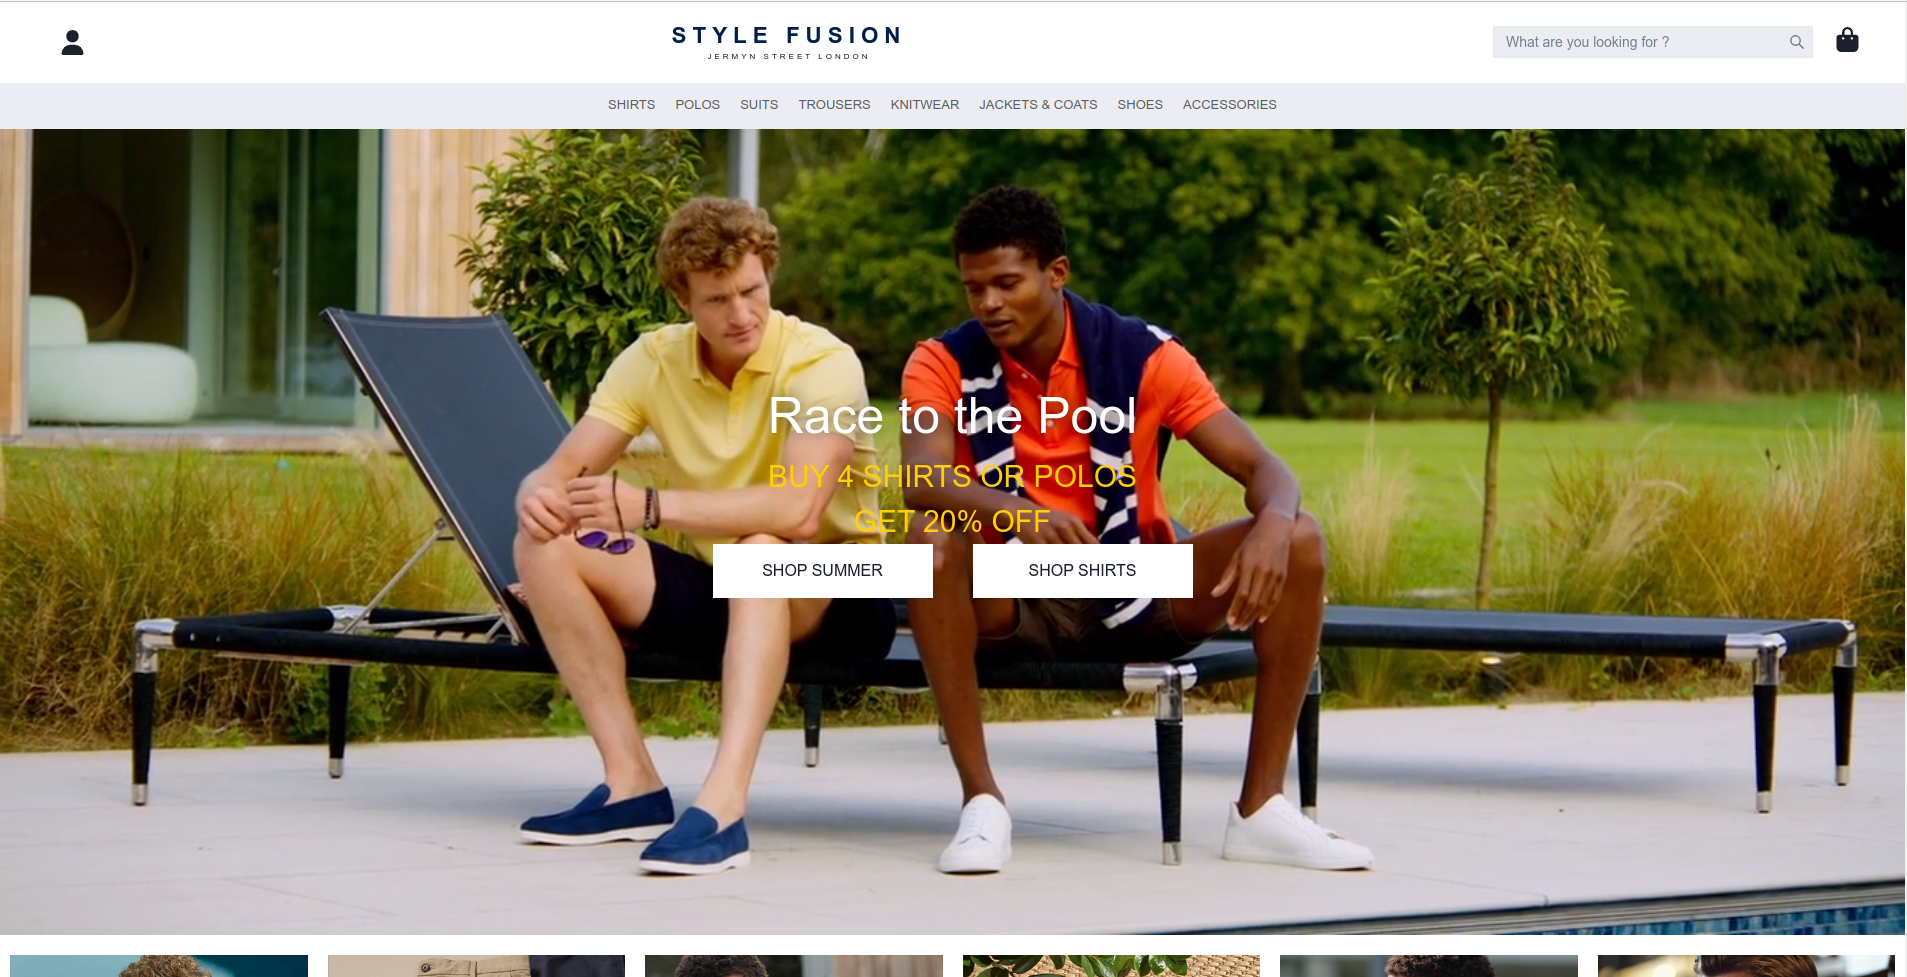 STYLE FUSION
JERMYN STREET LONDON
What are you looking for ?
SHIRTS POLOS SUITS TROUSERS KNITWEAR JACKETS & COATS SHOES ACCESSORIES
Race to the Pool
BUY 4 SHIRTS OR POLOS
GET 20% OFF
SHOP SUMMER SHOP SHIRTS